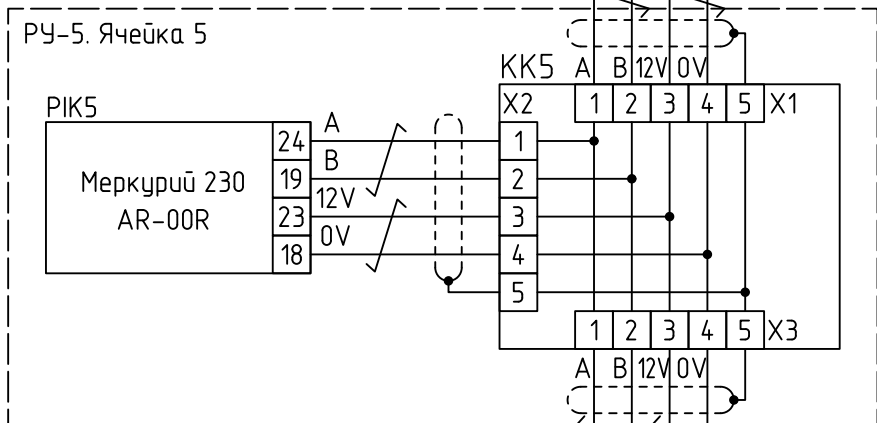 РУ-5. Ячейка 5
КК5
A B 12V 0V
X2
1 2 3 4 5 X1
PIK5
Меркурий 230
AR-00R
24 A 1
19 B 2
23 12V 3
18 0V 4
5
1 2 3 4 5 X3
A B 12V 0V